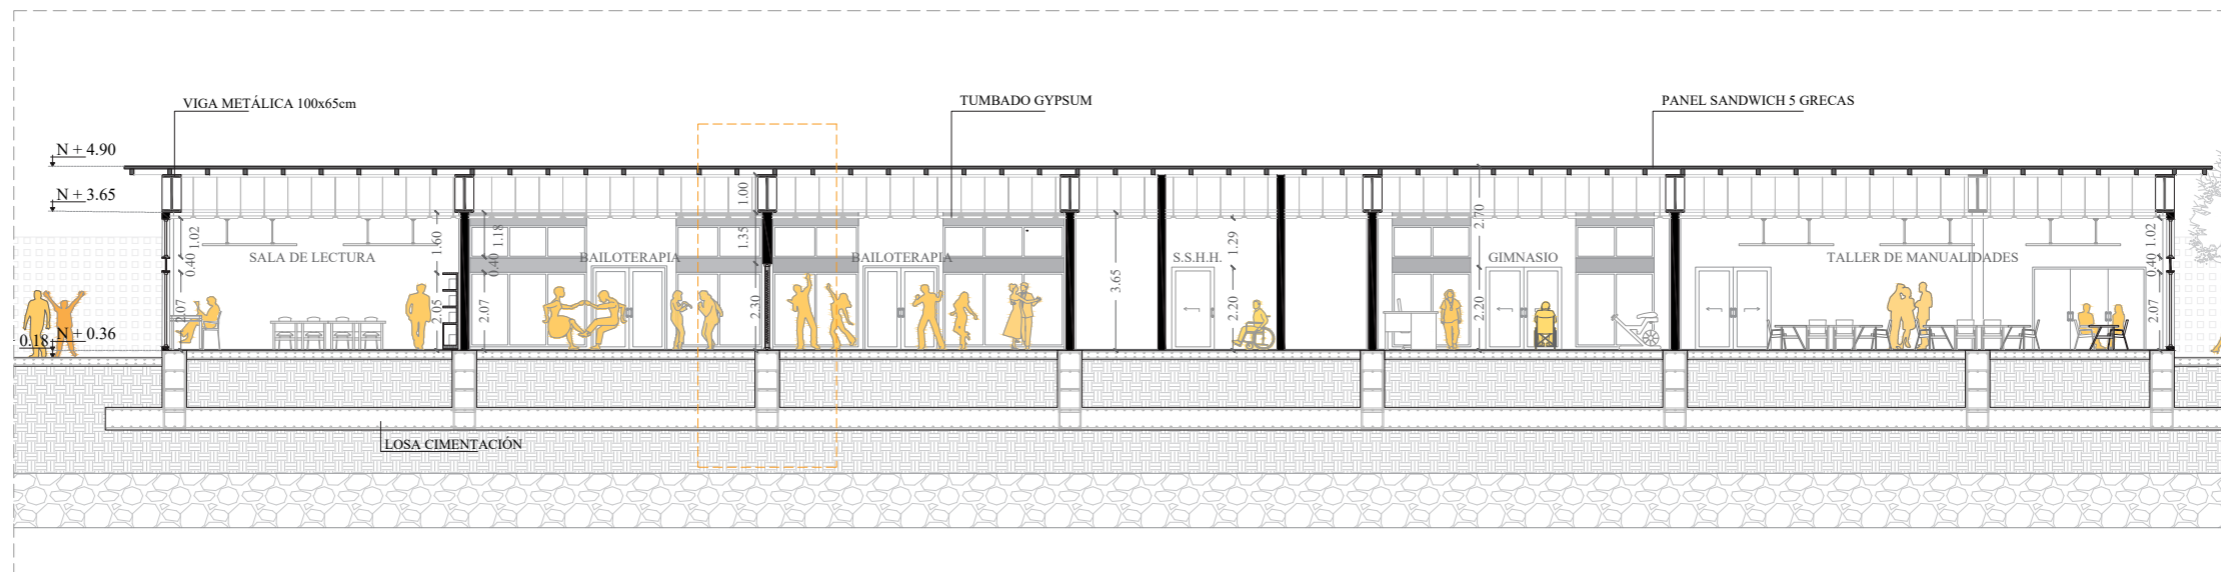 VIGA METÁLICA 100x65cm
TUMBADO GYPSUM
PANEL SANDWICH 5 GRECAS
N + 4.90
N + 3.65
1.00
2.70
1.02
0.40
2.07
1.60
2.05
1.18
0.40
2.07
1.35
2.30
3.65
1.29
2.20
2.20
1.02
0.40
2.07
SALA DE LECTURA
BAILOTERAPIA
BAILOTERAPIA
S.S.H.H.
GIMNASIO
TALLER DE MANUALIDADES
N + 0.36
0.18
LOSA CIMENTACIÓN